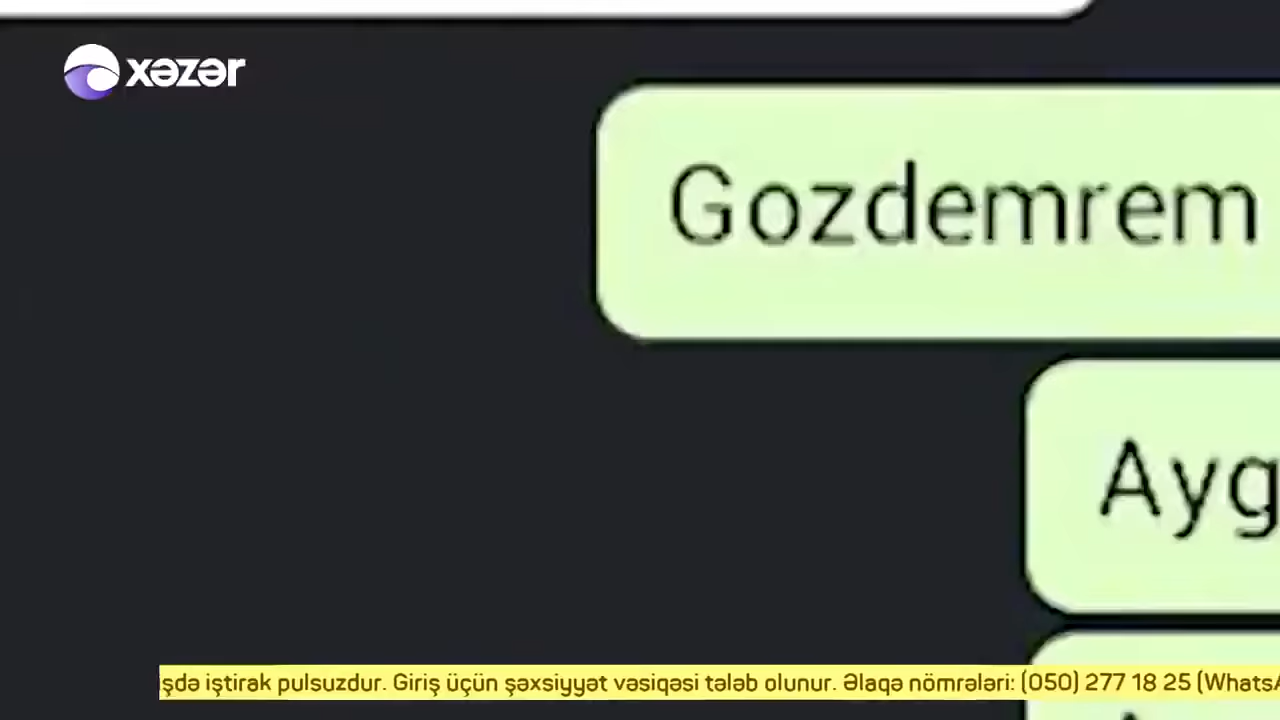 xəzər
Gozdemrem
Ayg
şdə iştirak pulsuzdur. Giriş üçün şəxsiyyət vəsiqəsi tələb olunur. Əlaqə nömrələri: (050) 277 18 25 (WhatsA